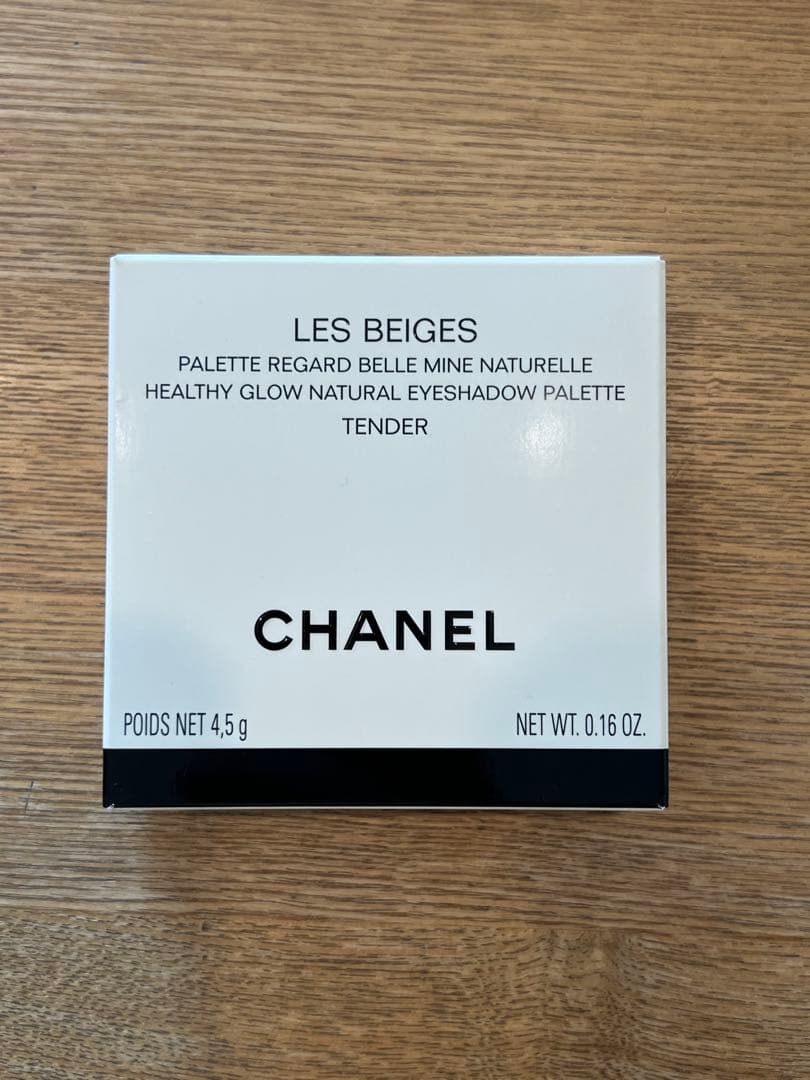 LES BEIGES
PALETTE REGARD BELLE MINE NATURELLE
HEALTHY GLOW NATURAL EYESHADOW PALETTE
TENDER
CHANEL
POIDS NET 4,5 g NET WT. 0.16 OZ.